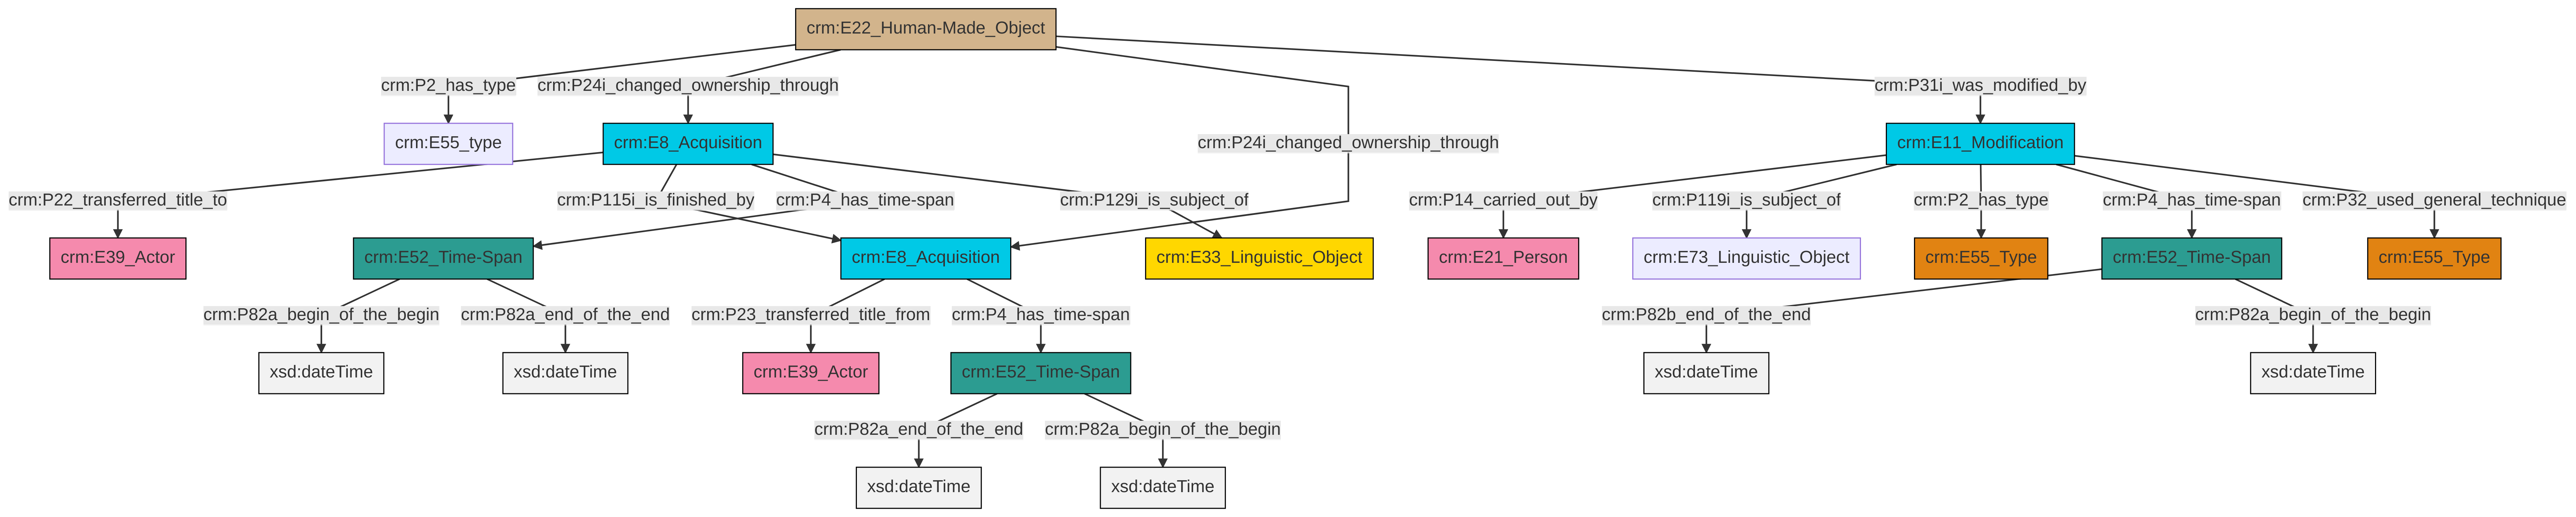 crm:E22_Human-Made_Object
crm:P2_has_type
crm:P24i_changed_ownership_through
crm:P31i_was_modified_by
crm:E55_type
crm:E8_Acquisition
crm:P24i_changed_ownership_through
crm:E11_Modification
crm:P22_transferred_title_to
crm:P115i_is_finished_by
crm:P4_has_time-span
crm:P129i_is_subject_of
crm:P14_carried_out_by
crm:P119i_is_subject_of
crm:P2_has_type
crm:P4_has_time-span
crm:P32_used_general_technique
crm:E39_Actor
crm:E52_Time-Span
crm:E8_Acquisition
crm:E33_Linguistic_Object
crm:E21_Person
crm:E73_Linguistic_Object
crm:E55_Type
crm:E52_Time-Span
crm:E55_Type
crm:P82a_begin_of_the_begin
crm:P82a_end_of_the_end
crm:P23_transferred_title_from
crm:P4_has_time-span
crm:P82b_end_of_the_end
crm:P82a_begin_of_the_begin
xsd:dateTime
xsd:dateTime
crm:E39_Actor
crm:E52_Time-Span
xsd:dateTime
xsd:dateTime
crm:P82a_end_of_the_end
crm:P82a_begin_of_the_begin
xsd:dateTime
xsd:dateTime